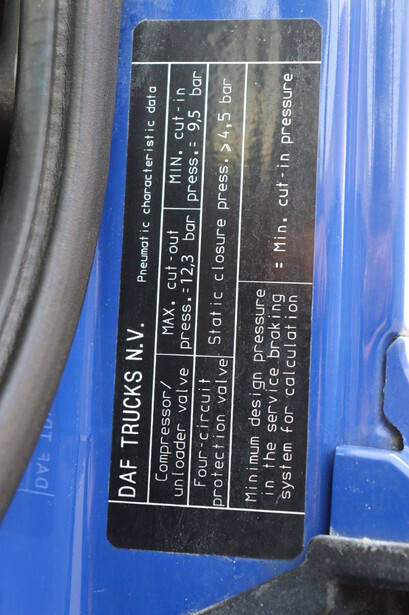 DAF TRUCKS N.V. Pneumatic characteristic data
Compressor/ MAX. cut-out MIN. cut-in
unloader valve press.=12,3 bar press.= 9,5 bar
Four-circuit
protection valve: Static closure press.>4,5 bar
Minimum design pressure
in the service braking = Min. cut-in pressure
system for calculation